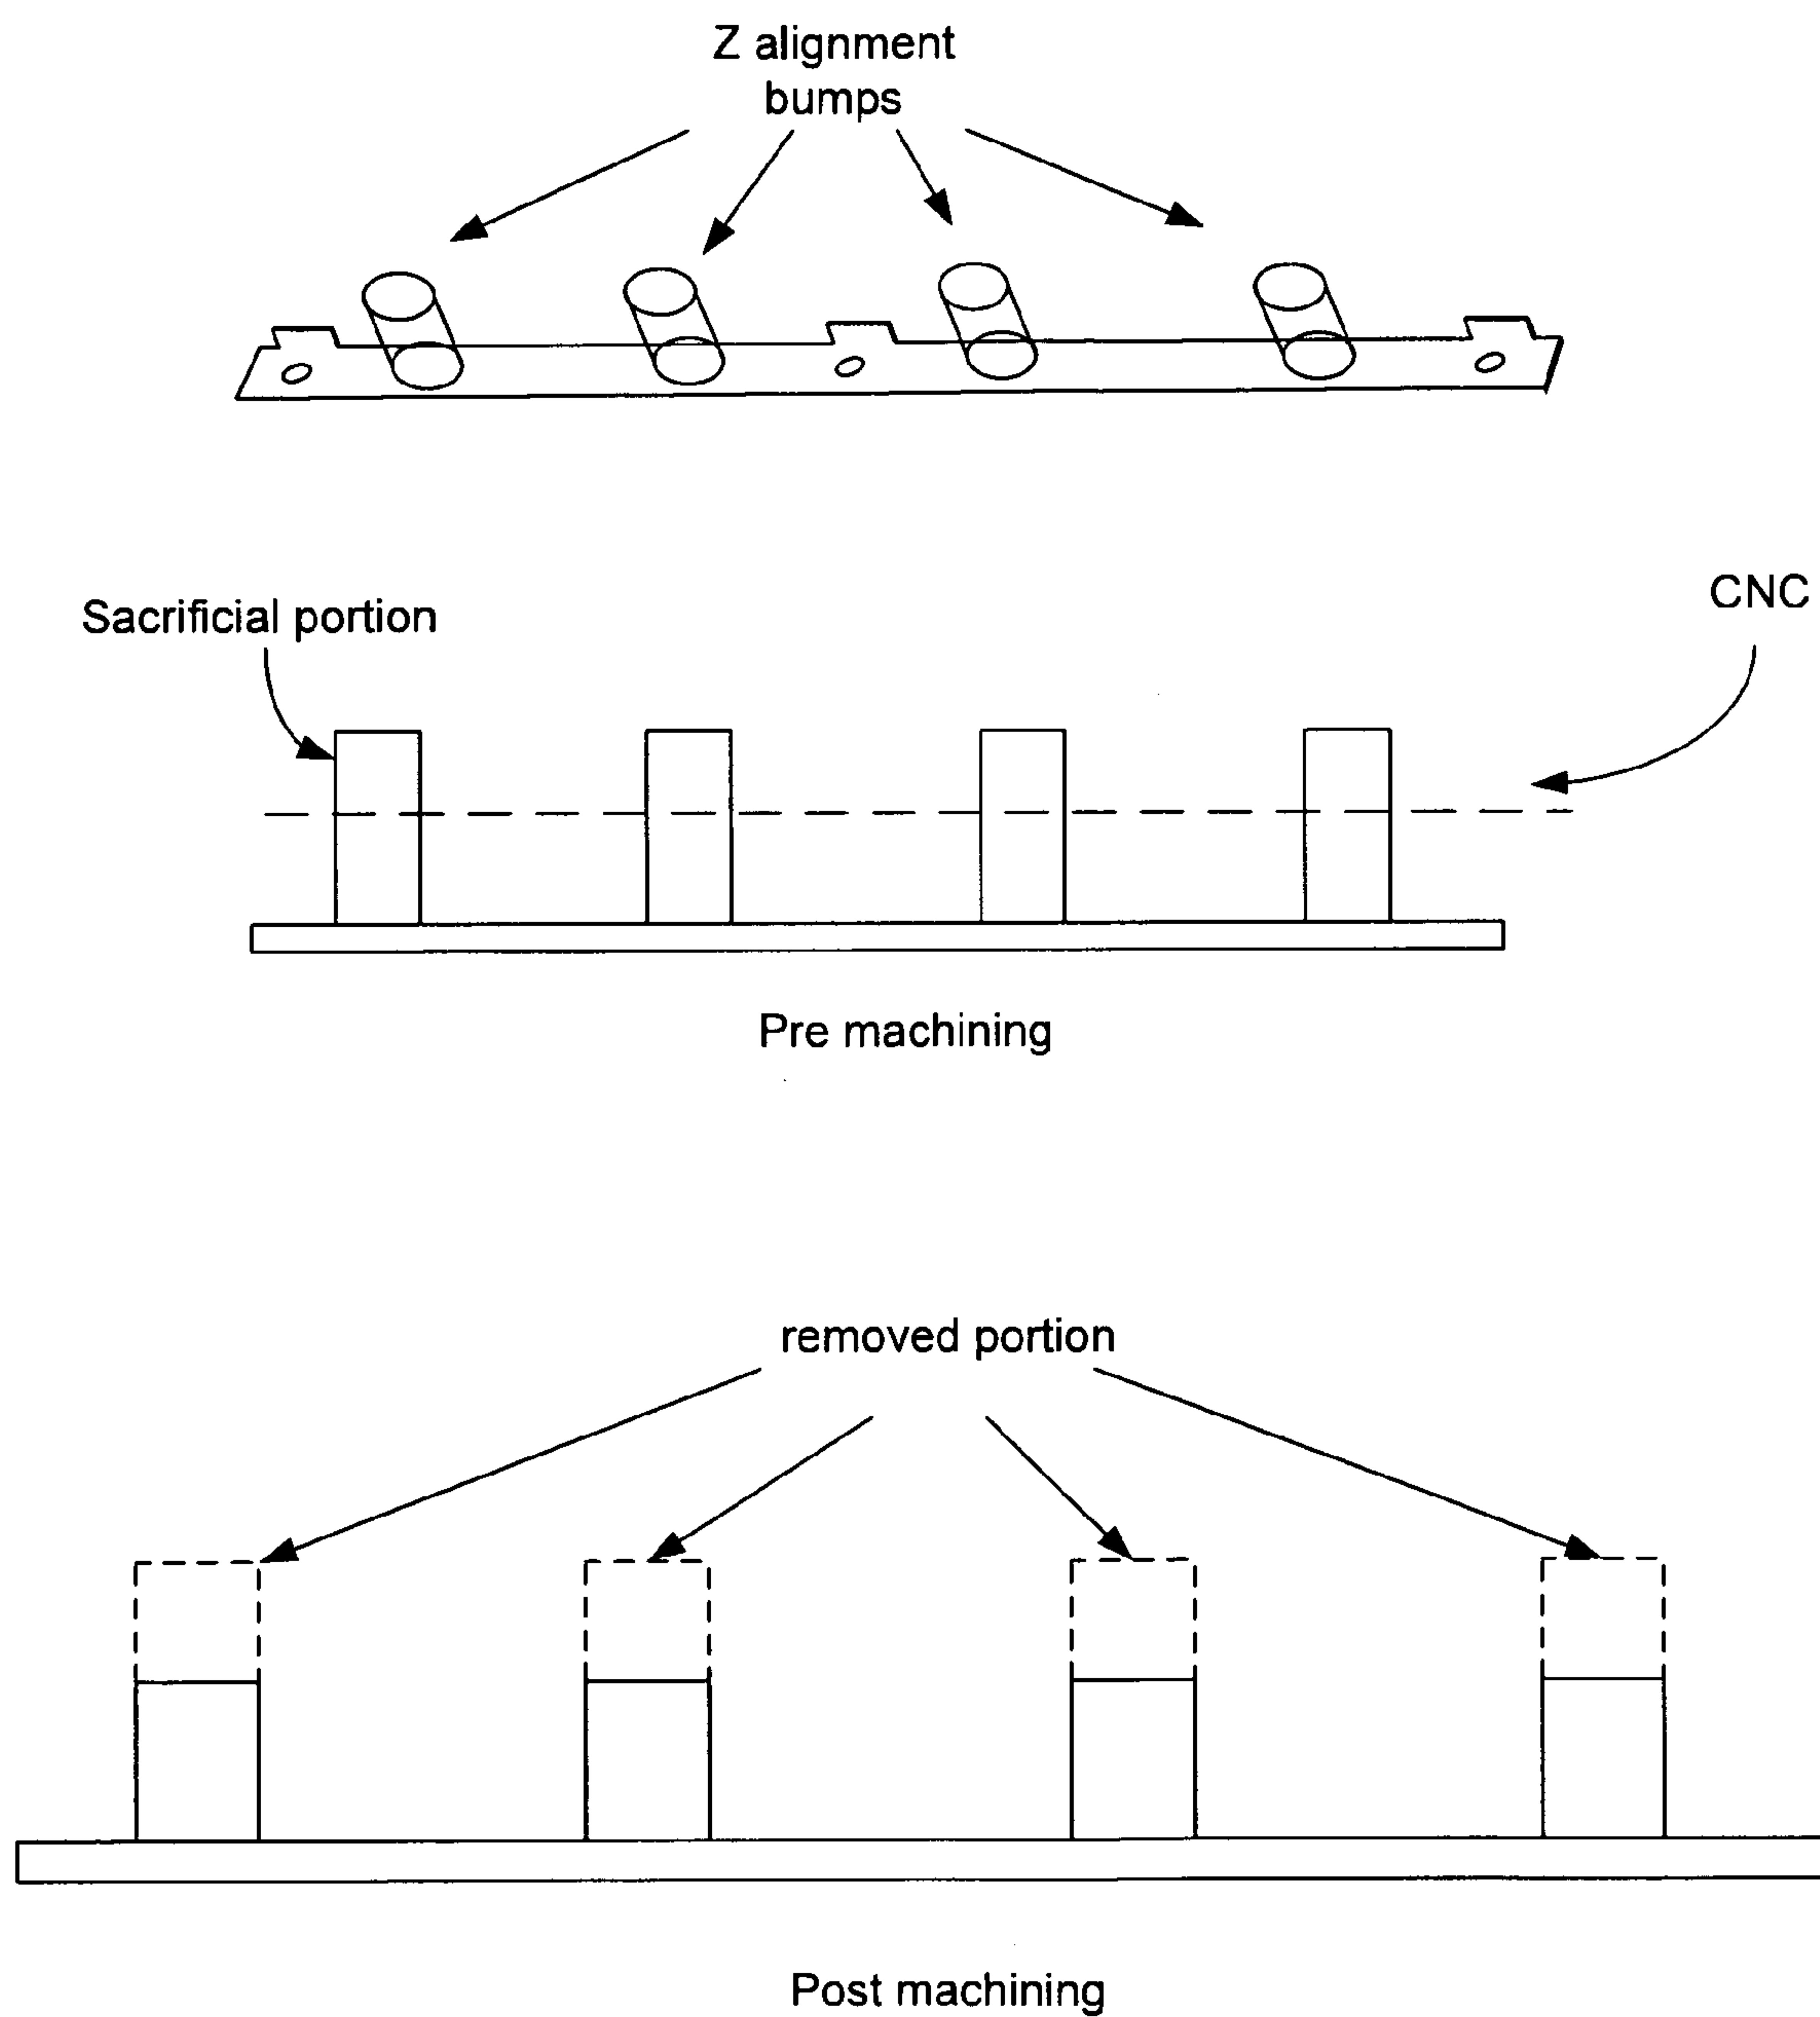 Z alignment
bumps
Sacrificial portion
CNC
Pre machining
removed portion
Post machining